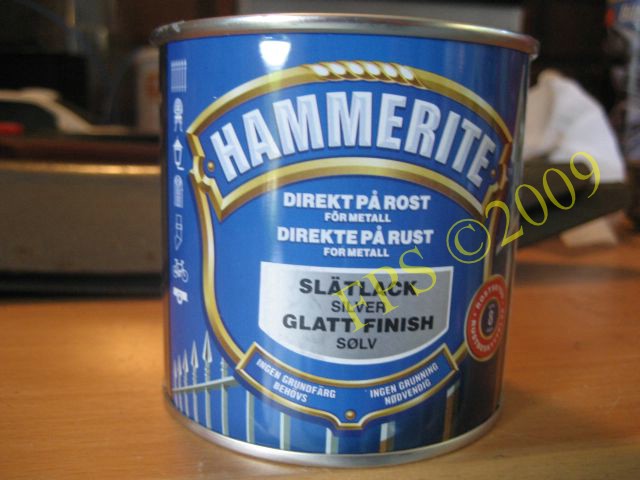 HAMMERITE
DIREKT PÅ ROST
FÖR METALL
DIREKTE PÅ RUST
FOR METALL
SLÄTLACK
SILVER
GLATT FINISH
SØLV
INGEN GRUNDFÄRG
BEHÖVS
INGEN GRUNNING
NØDVENDIG
FPS ©2009